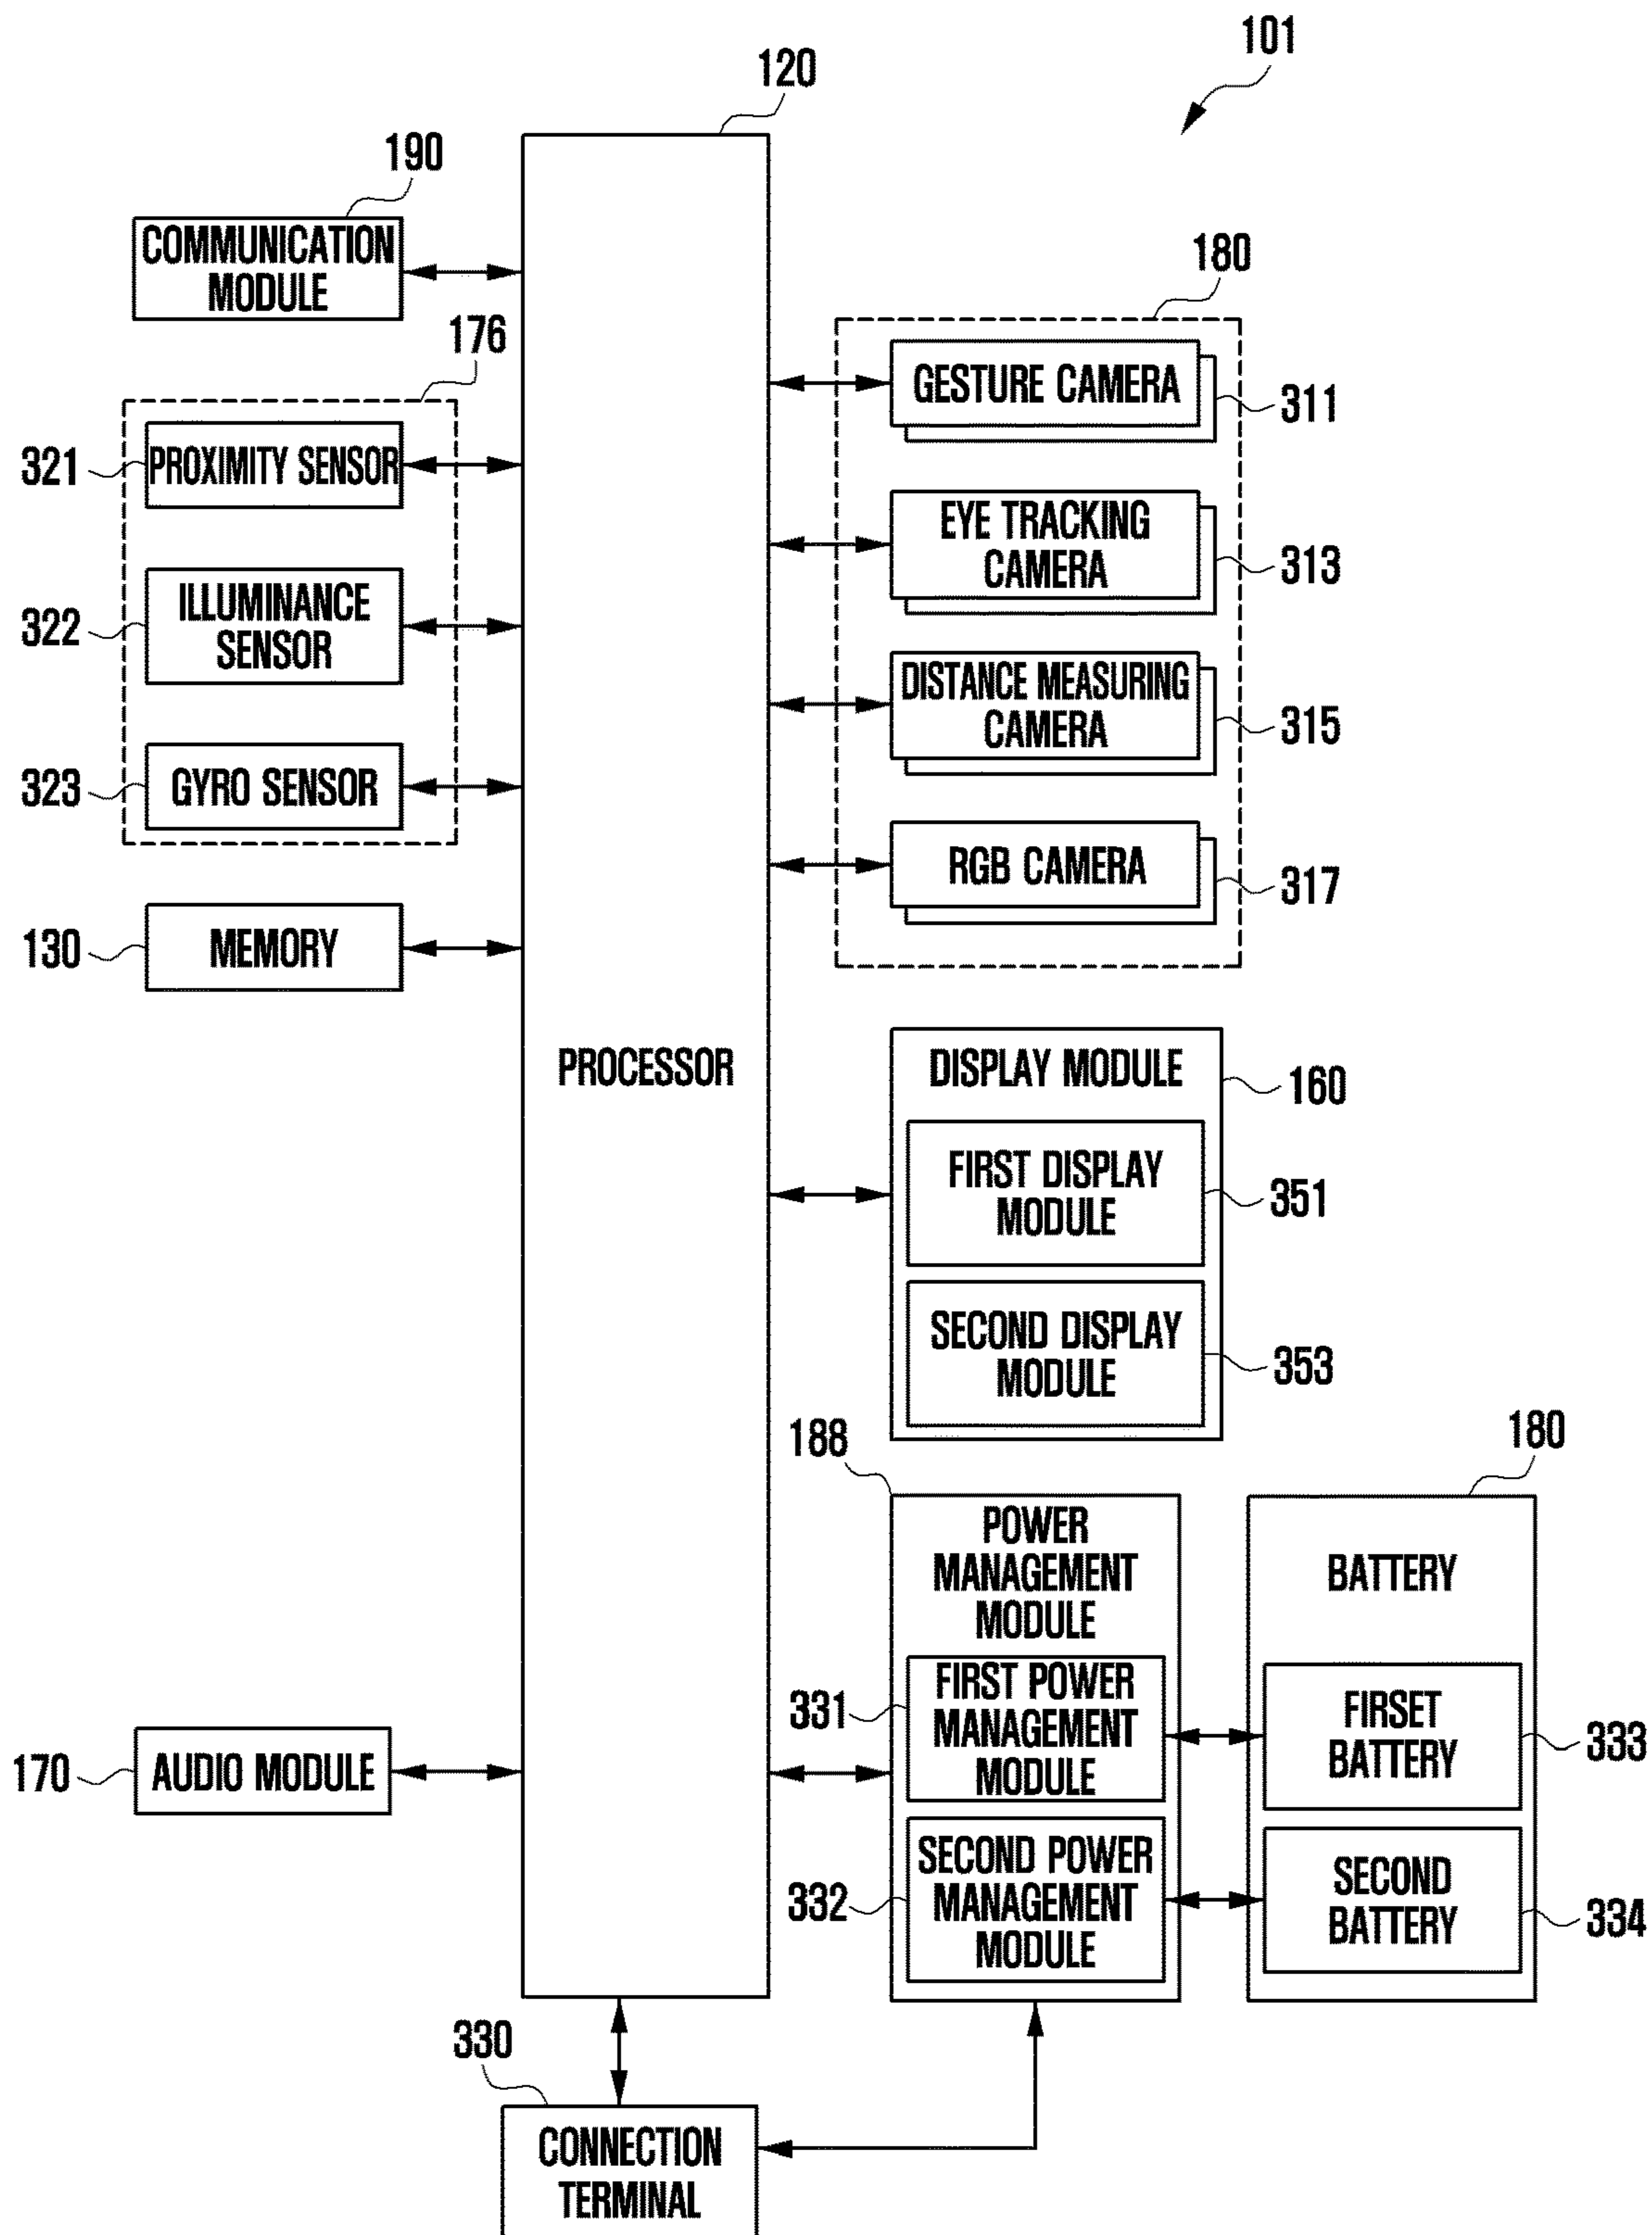 101
120
190
COMMUNICATION
MODULE
180
176
GESTURE CAMERA
311
321
PROXIMITY SENSOR
EYE TRACKING
CAMERA
313
322
ILLUMINANCE
SENSOR
DISTANCE MEASURING
CAMERA
315
323
GYRO SENSOR
RGB CAMERA
317
130
MEMORY
PROCESSOR
DISPLAY MODULE
160
FIRST DISPLAY
MODULE
351
SECOND DISPLAY
MODULE
353
188
180
POWER
MANAGEMENT
MODULE
BATTERY
331
FIRST POWER
MANAGEMENT
MODULE
FIRSET
BATTERY
333
170
AUDIO MODULE
332
SECOND POWER
MANAGEMENT
MODULE
SECOND
BATTERY
334
330
CONNECTION
TERMINAL